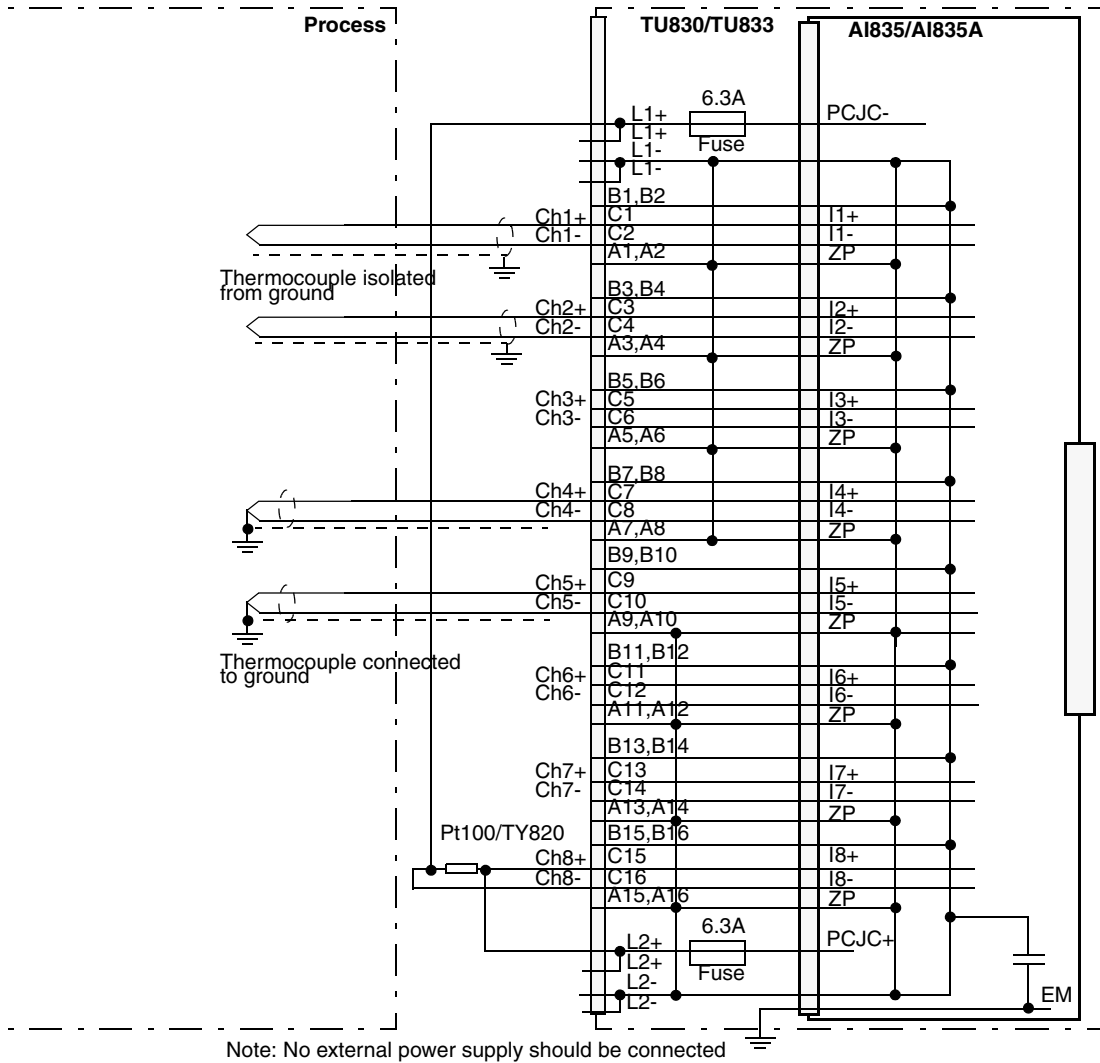 Process
TU830/TU833
AI835/AI835A
6.3A
L1+
PCJC-
L1+
Fuse
L1-
L1-
B1,B2
Ch1+
C1
I1+
Ch1-
C2
I1-
A1,A2
ZP
Thermocouple isolated
from ground
B3,B4
Ch2+
C3
I2+
Ch2-
C4
I2-
A3,A4
ZP
B5,B6
Ch3+
C5
I3+
Ch3-
C6
I3-
A5,A6
ZP
B7,B8
Ch4+
C7
I4+
Ch4-
C8
I4-
A7,A8
ZP
B9,B10
Ch5+
C9
I5+
Ch5-
C10
I5-
A9,A10
ZP
Thermocouple connected
to ground
B11,B12
Ch6+
C11
I6+
Ch6-
C12
I6-
A11,A12
ZP
B13,B14
Ch7+
C13
I7+
Ch7-
C14
I7-
A13,A14
ZP
Pt100/TY820
B15,B16
Ch8+
C15
I8+
Ch8-
C16
I8-
A15,A16
ZP
6.3A
L2+
PCJC+
L2+
Fuse
L2-
L2-
EM
Note: No external power supply should be connected